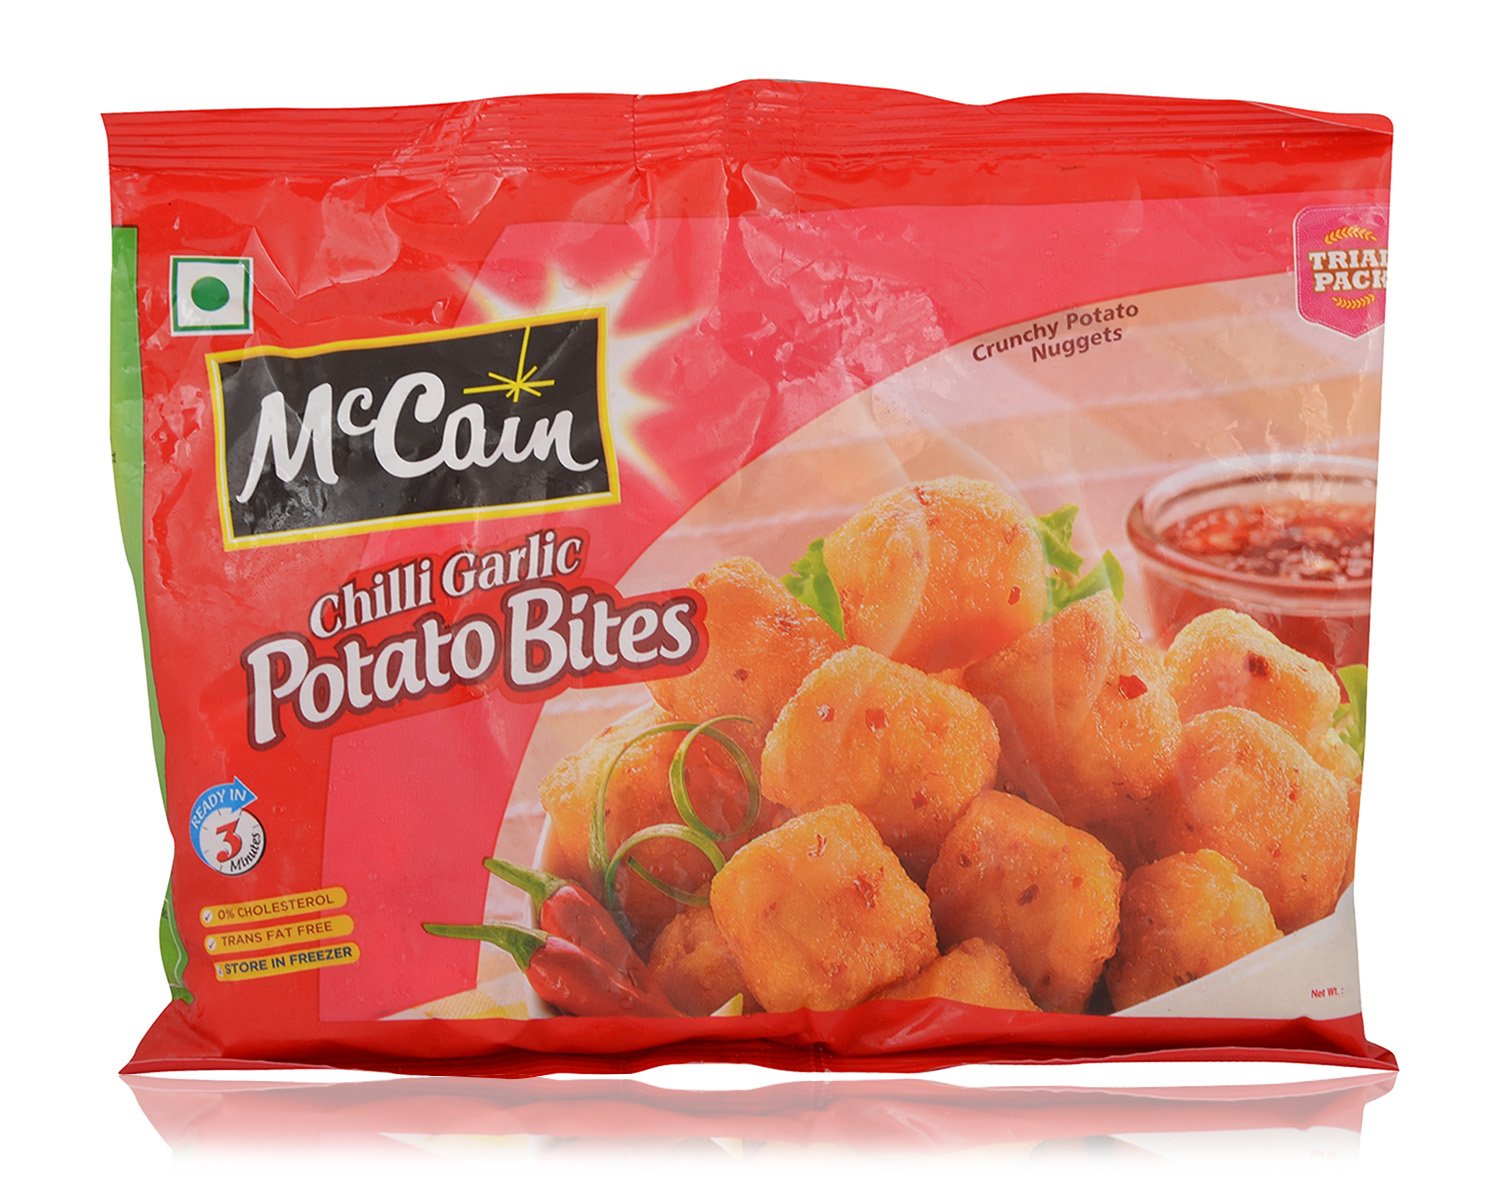 TRIAL
PACK
Crunchy Potato
Nuggets
McCain
Chilli Garlic
Potato Bites
READY IN
3
Minutes
0% CHOLESTEROL
TRANS FAT FREE
STORE IN FREEZER
Net Wt. :